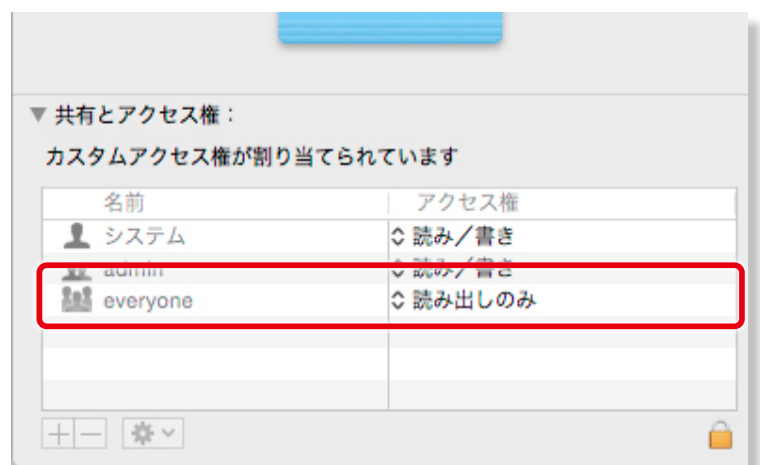 共有とアクセス権：
カスタムアクセス権が割り当てられています
名前 アクセス権
システム 読み／書き
admin 読み／書き
everyone 読み出しのみ